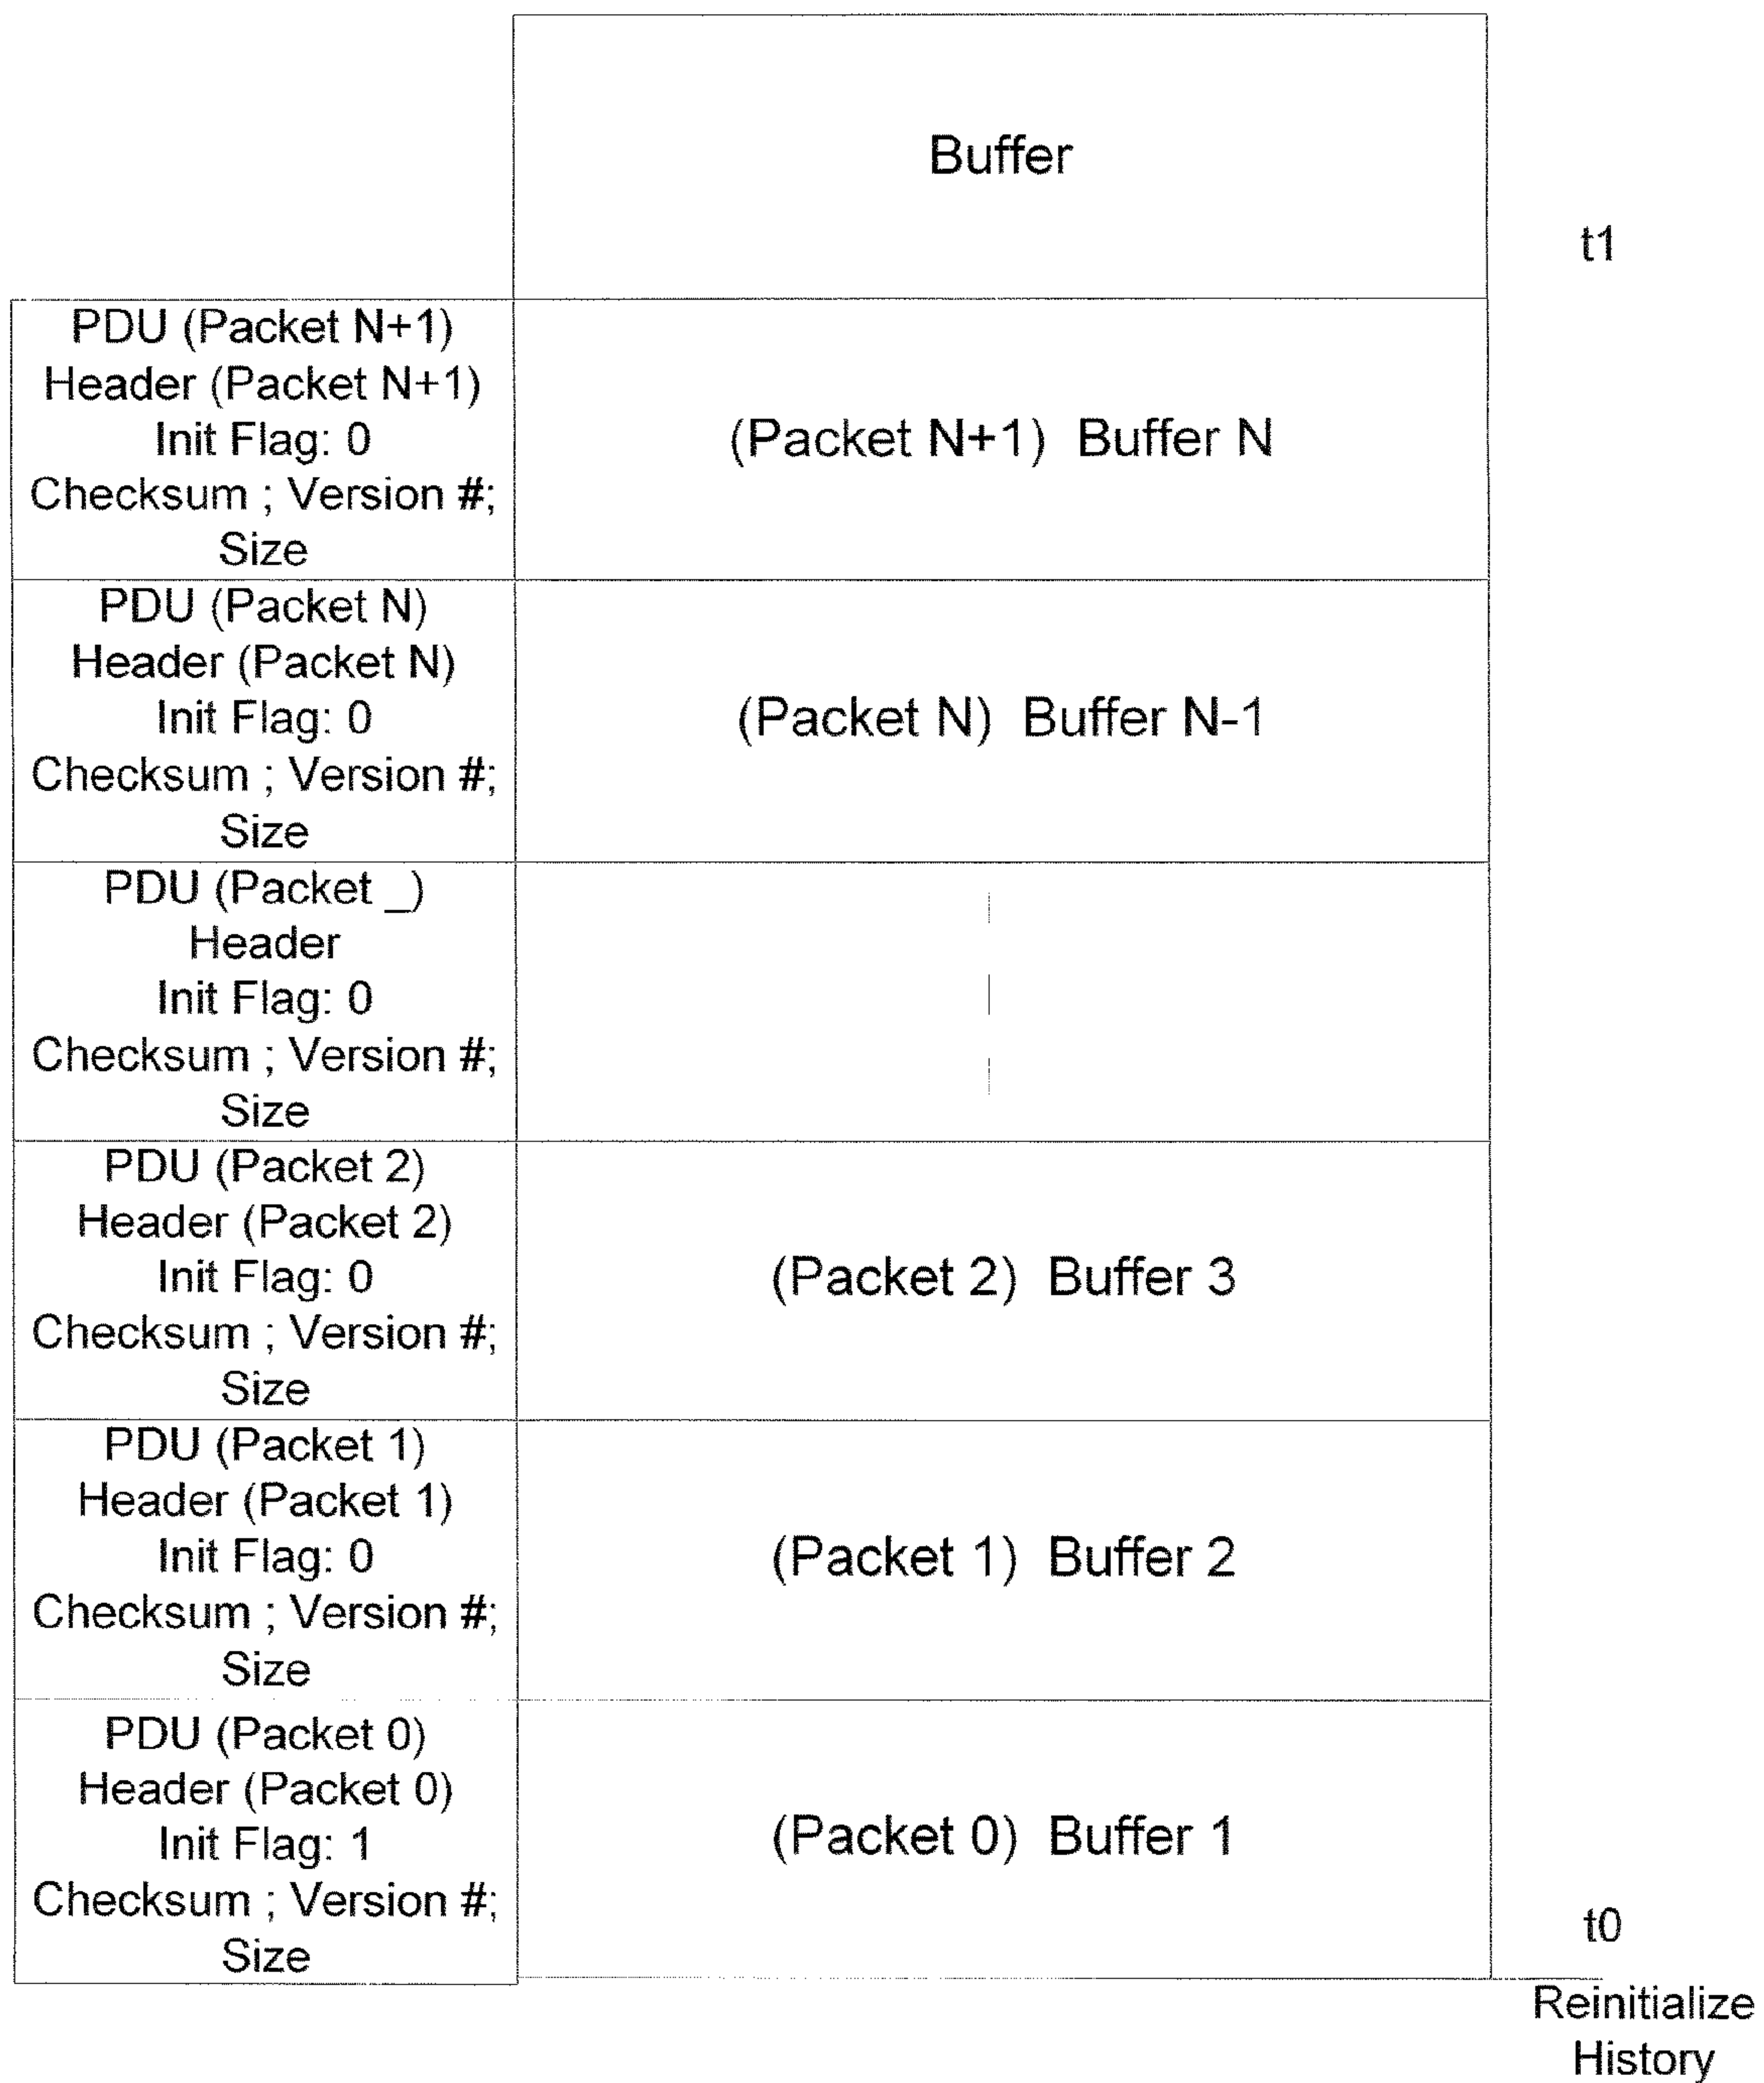 Buffer
t1
PDU (Packet N+1)
Header (Packet N+1)
Init Flag: 0
Checksum ; Version #;
Size
(Packet N+1) Buffer N
PDU (Packet N)
Header (Packet N)
Init Flag: 0
Checksum ; Version #;
Size
(Packet N) Buffer N-1
PDU (Packet _)
Header
Init Flag: 0
Checksum ; Version #;
Size
PDU (Packet 2)
Header (Packet 2)
Init Flag: 0
Checksum ; Version #;
Size
(Packet 2) Buffer 3
PDU (Packet 1)
Header (Packet 1)
Init Flag: 0
Checksum ; Version #;
Size
(Packet 1) Buffer 2
PDU (Packet 0)
Header (Packet 0)
Init Flag: 1
Checksum ; Version #;
Size
(Packet 0) Buffer 1
t0
Reinitialize
History